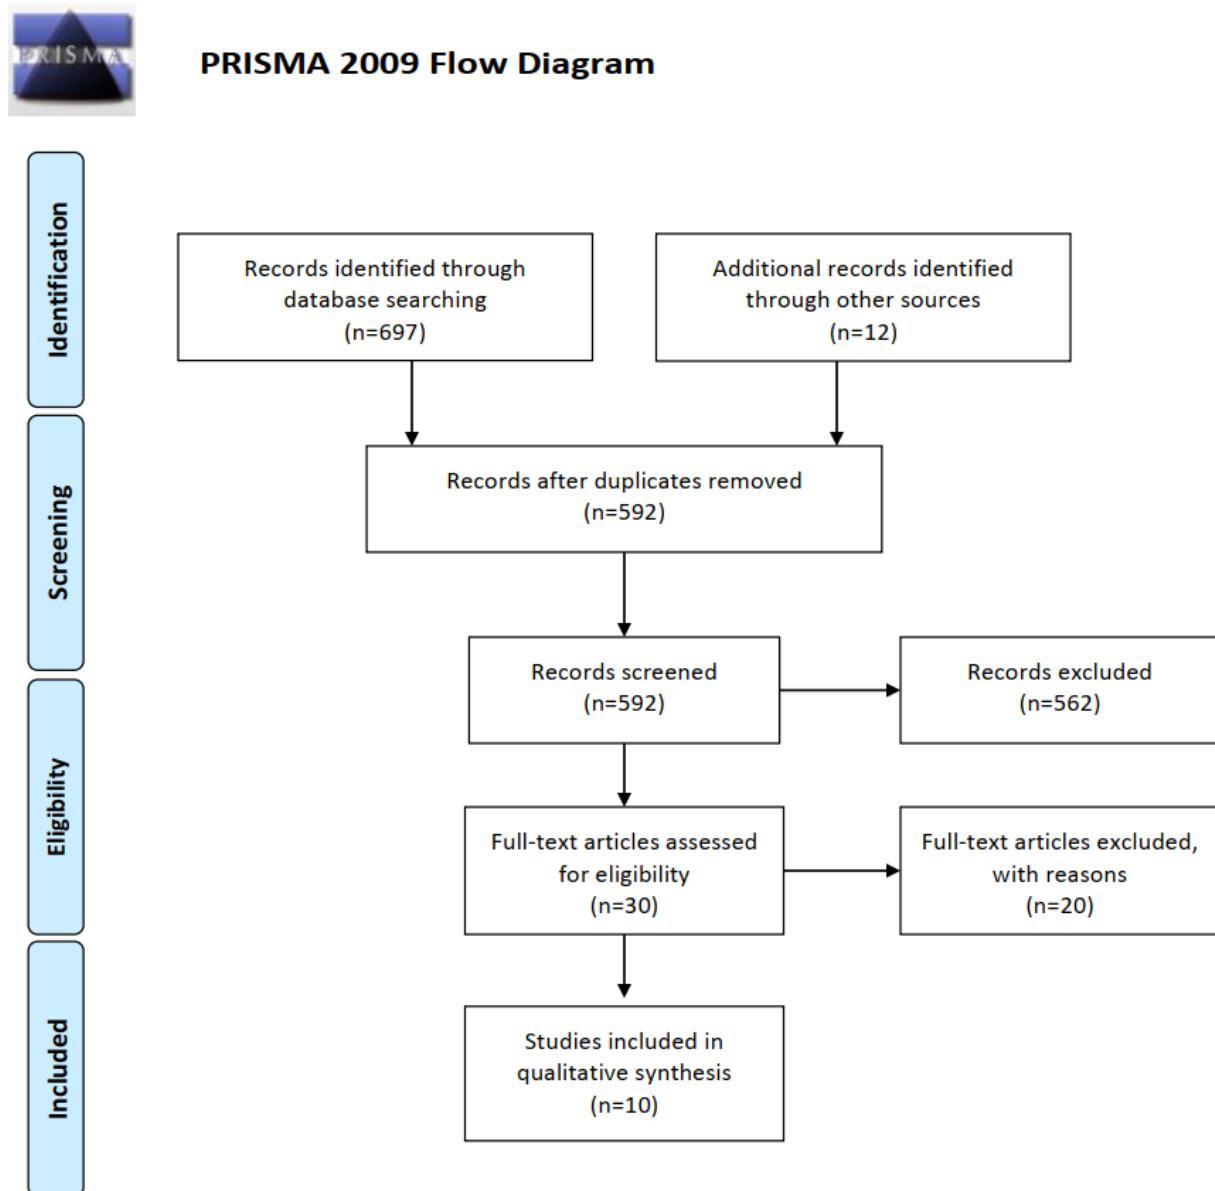 PRISMA
PRISMA 2009 Flow Diagram
Identification
Records identified through
database searching
(n=697)
Additional records identified
through other sources
(n=12)
Screening
Records after duplicates removed
(n=592)
Records screened
(n=592)
Records excluded
(n=562)
Eligibility
Full-text articles assessed
for eligibility
(n=30)
Full-text articles excluded,
with reasons
(n=20)
Included
Studies included in
qualitative synthesis
(n=10)